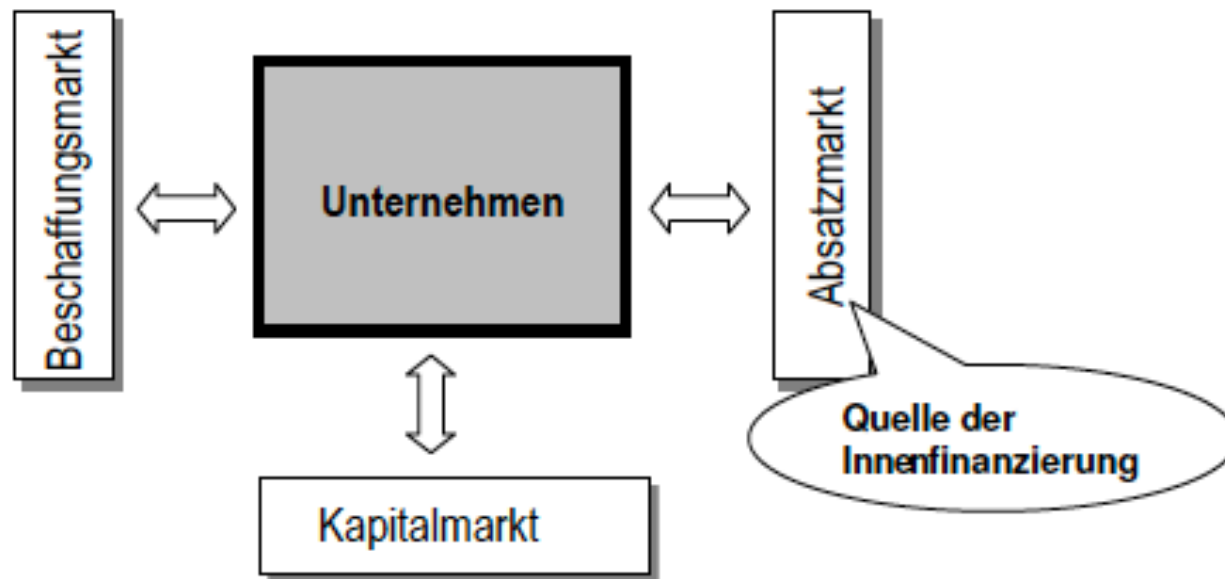 Beschaffungsmarkt
Unternehmen
Absatzmarkt
Quelle der
Innenfinanzierung
Kapitalmarkt